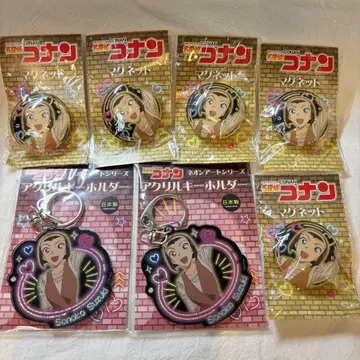 名探偵 CONAN コナン
マグネット
名探偵 CONAN コナン
マグネット
名探偵 CONAN コナン
マグネット
名探偵 CONAN コナン
マグネット
コナン ネオンアートシリーズ
アクリルキーホルダー
日本製
Sonoko Suzuki
コナン ネオンアートシリーズ
アクリルキーホルダー
日本製
Sonoko Suzuki
名探偵 CONAN コナン
マグネット